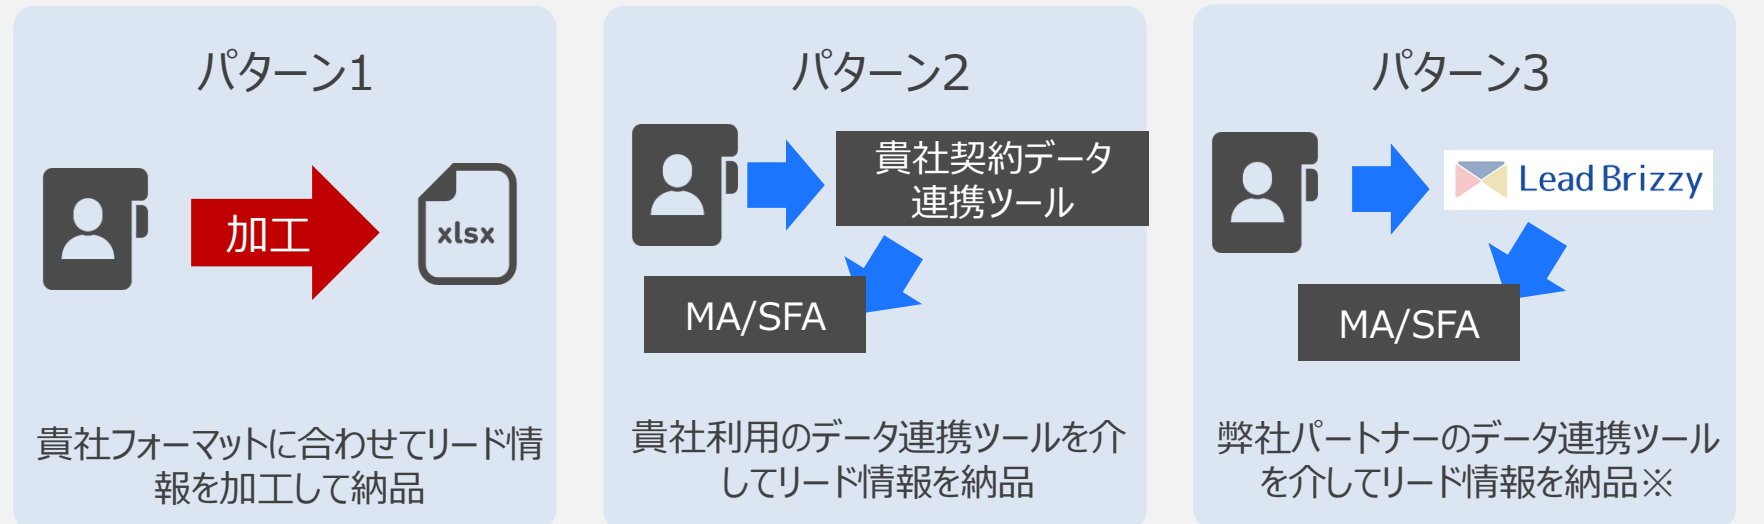 パターン1
加工
xlsx
貴社フォーマットに合わせてリード情
報を加工して納品
パターン2
貴社契約データ
連携ツール
MA/SFA
貴社利用のデータ連携ツールを介
してリード情報を納品
パターン3
Lead Brizzy
MA/SFA
弊社パートナーのデータ連携ツール
を介してリード情報を納品※